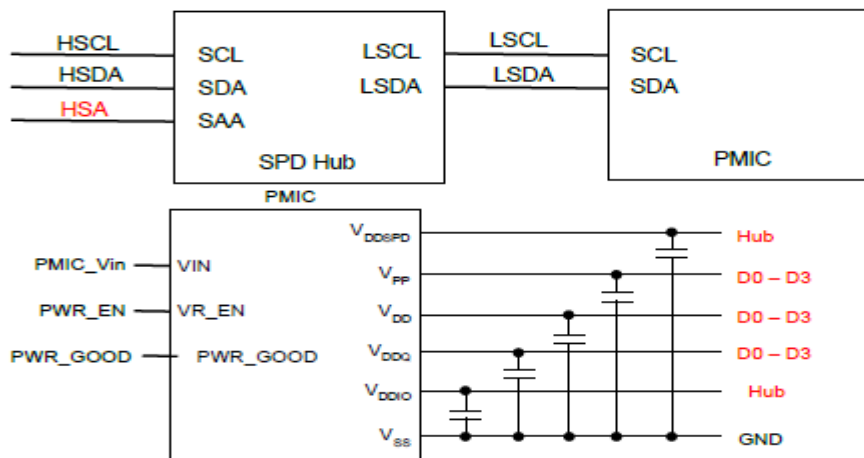 HSCL SCL LSCL LSCL SCL
HSDA SDA LSDA LSDA SDA
HSA SAA
SPD Hub PMIC
PMIC
VDDSPD Hub
PMIC_Vin VIN VPP D0 – D3
PWR_EN VR_EN VDD D0 – D3
PWR_GOOD PWR_GOOD VDDQ D0 – D3
VDDIO Hub
VSS GND